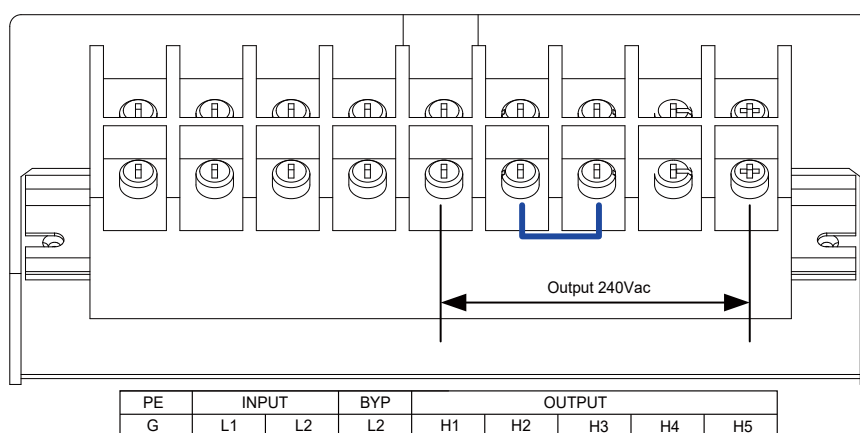 Output 240Vac
PE INPUT BYP OUTPUT
G L1 L2 L2 H1 H2 H3 H4 H5